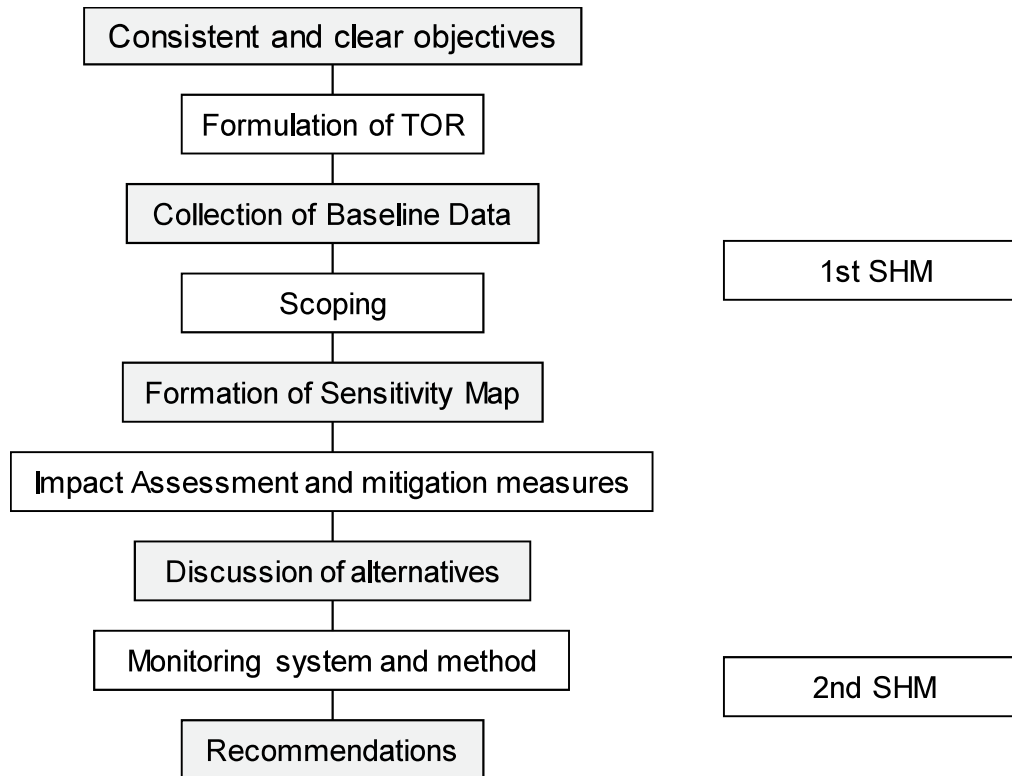 Consistent and clear objectives
Formulation of TOR
Collection of Baseline Data
1st SHM
Scoping
Formation of Sensitivity Map
Impact Assessment and mitigation measures
Discussion of alternatives
Monitoring system and method
2nd SHM
Recommendations